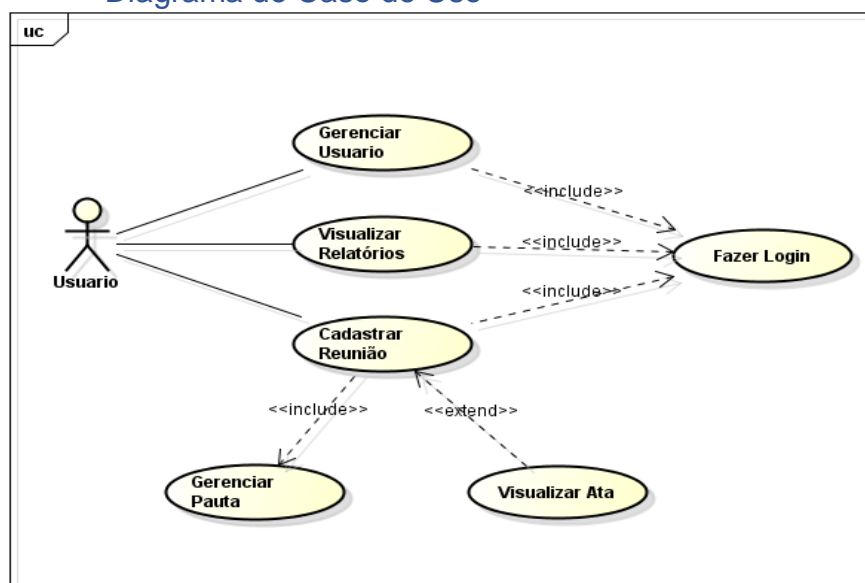 Diagrama de Caso de Uso
uc
Gerenciar
Usuario
<<include>>
Visualizar
Relatórios
<<include>>
Fazer Login
Usuario
<<include>>
Cadastrar
Reunião
<<include>>
<<extend>>
Gerenciar
Pauta
Visualizar Ata